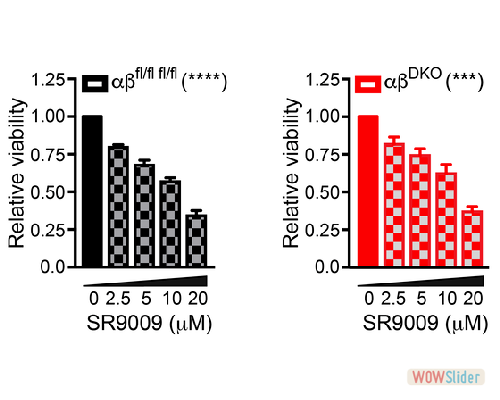 αβfl/fl fl/fl (****)
Relative viability
1.25
1.00
0.75
0.50
0.25
0.0
0 2.5 5 10 20
SR9009 (μM)
αβDKO (***)
Relative viability
1.25
1.00
0.75
0.50
0.25
0.0
0 2.5 5 10 20
SR9009 (μM)
WOWSlider